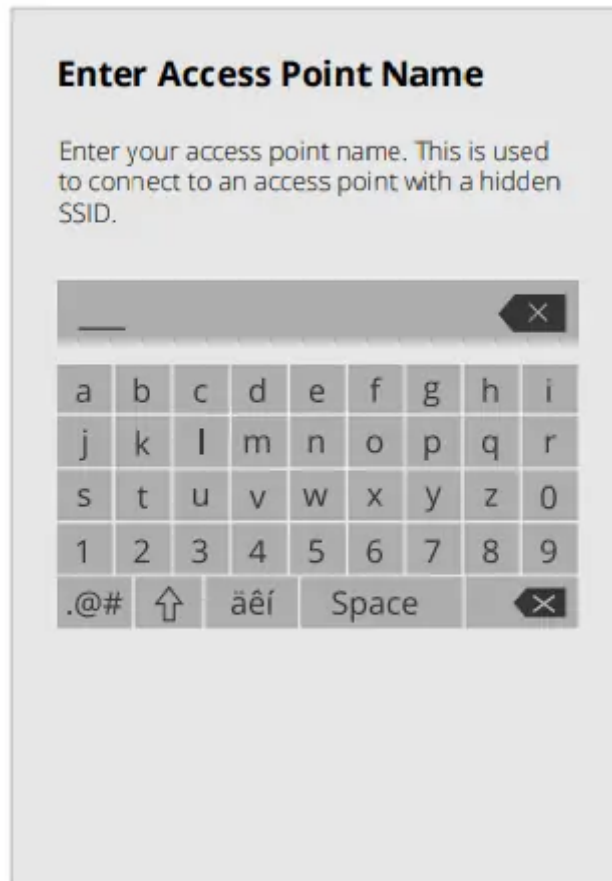 Enter Access Point Name
Enter your access point name. This is used
to connect to an access point with a hidden
SSID.
a b c d e f g h i
j k l m n o p q r
s t u v w x y z 0
1 2 3 4 5 6 7 8 9
.@# äêí Space